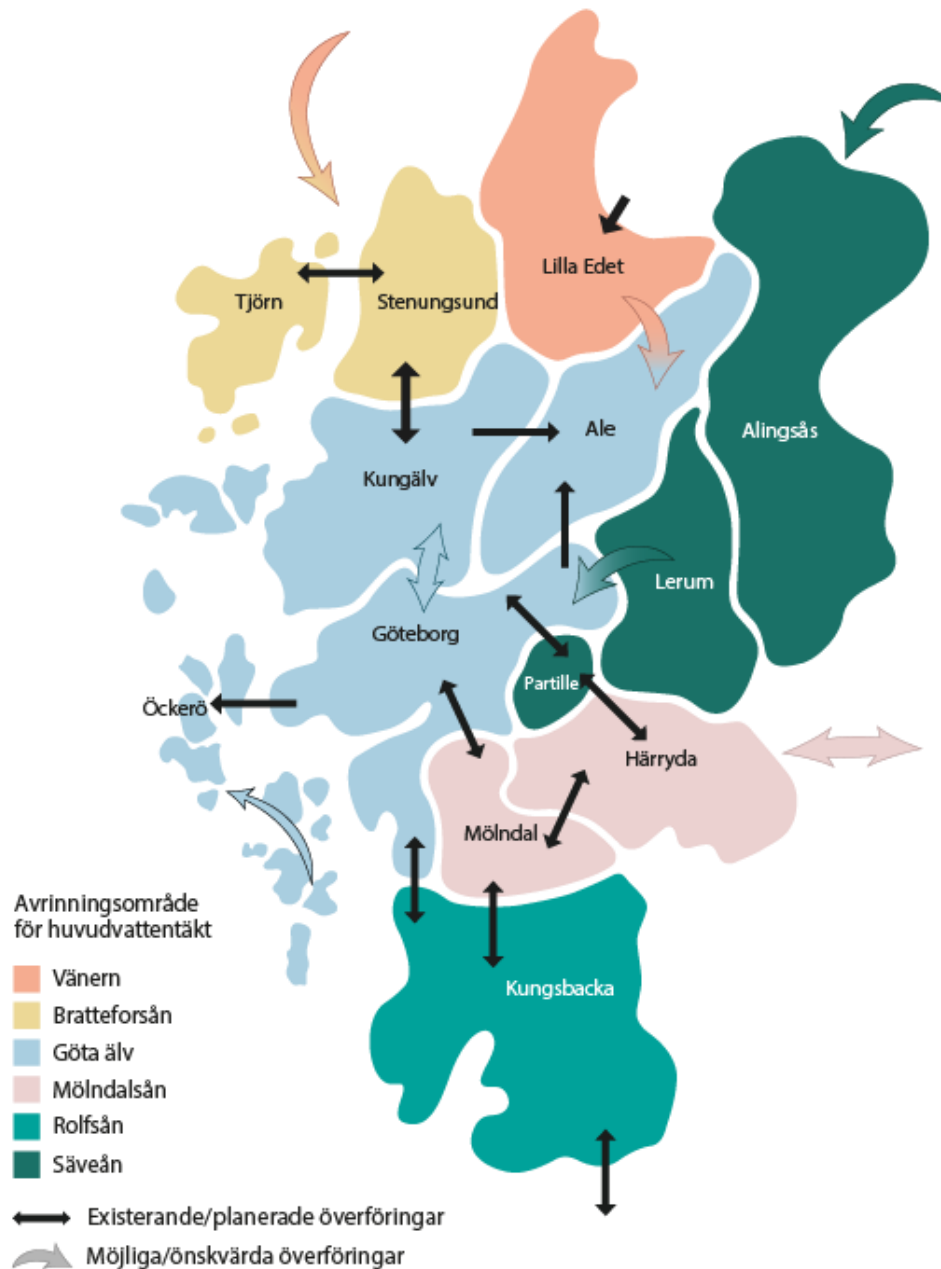 Lilla Edet
Tjörn
Stenungsund
Ale
Alingsås
Kungälv
Lerum
Göteborg
Partille
Öckerö
Härryda
Mölndal
Kungsbacka
Avrinningsområde
för huvudvattentäkt
Vänern
Bratteforsån
Göta älv
Mölndalsån
Rolfsån
Säveån
Existerande/planerade överföringar
Möjliga/önskvärda överföringar